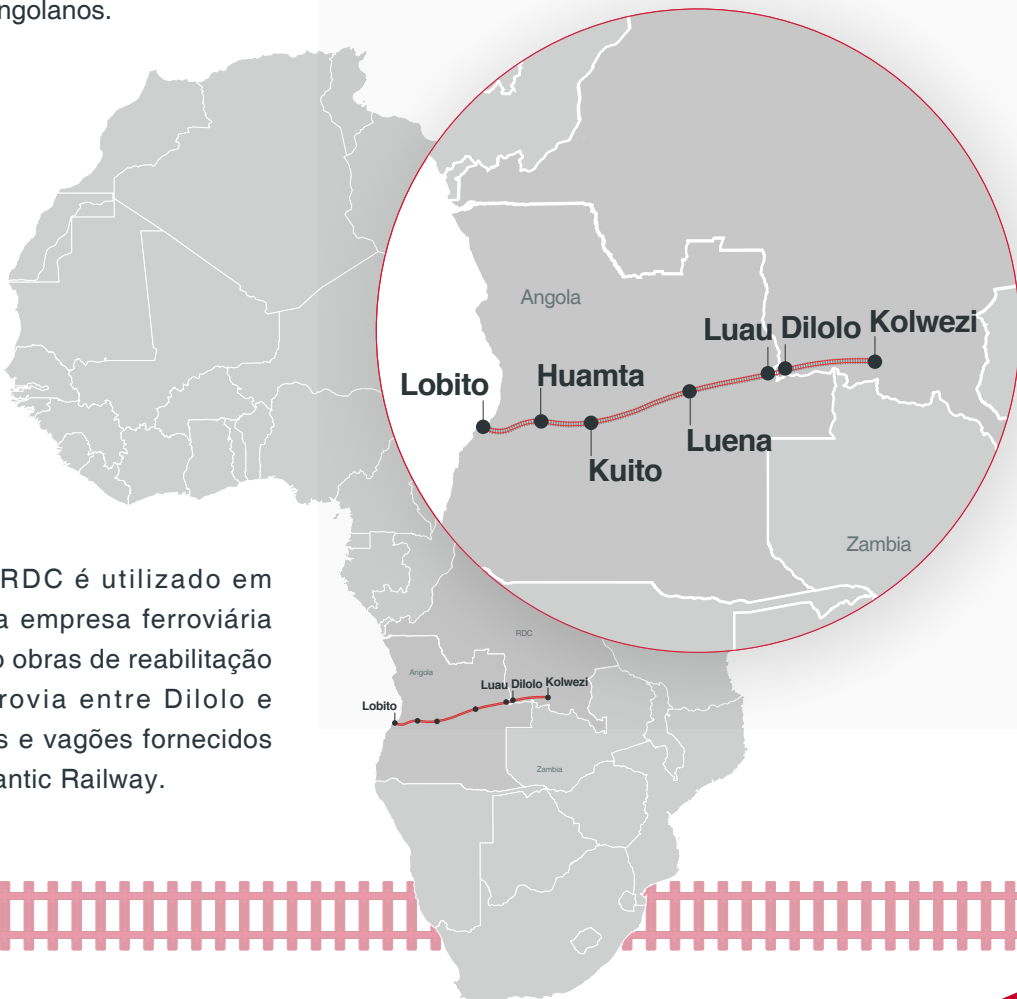 ngolanos.
Angola
Luau Dilolo Kolwezi
Lobito
Huamta
Luena
Kuito
Zambia
RDC é utilizado em
a empresa ferroviária
o obras de reabilitação
rovia entre Dilolo e
s e vagões fornecidos
antic Railway.
RDC
Angola
Luau Dilolo Kolwezi
Lobito
Zambia